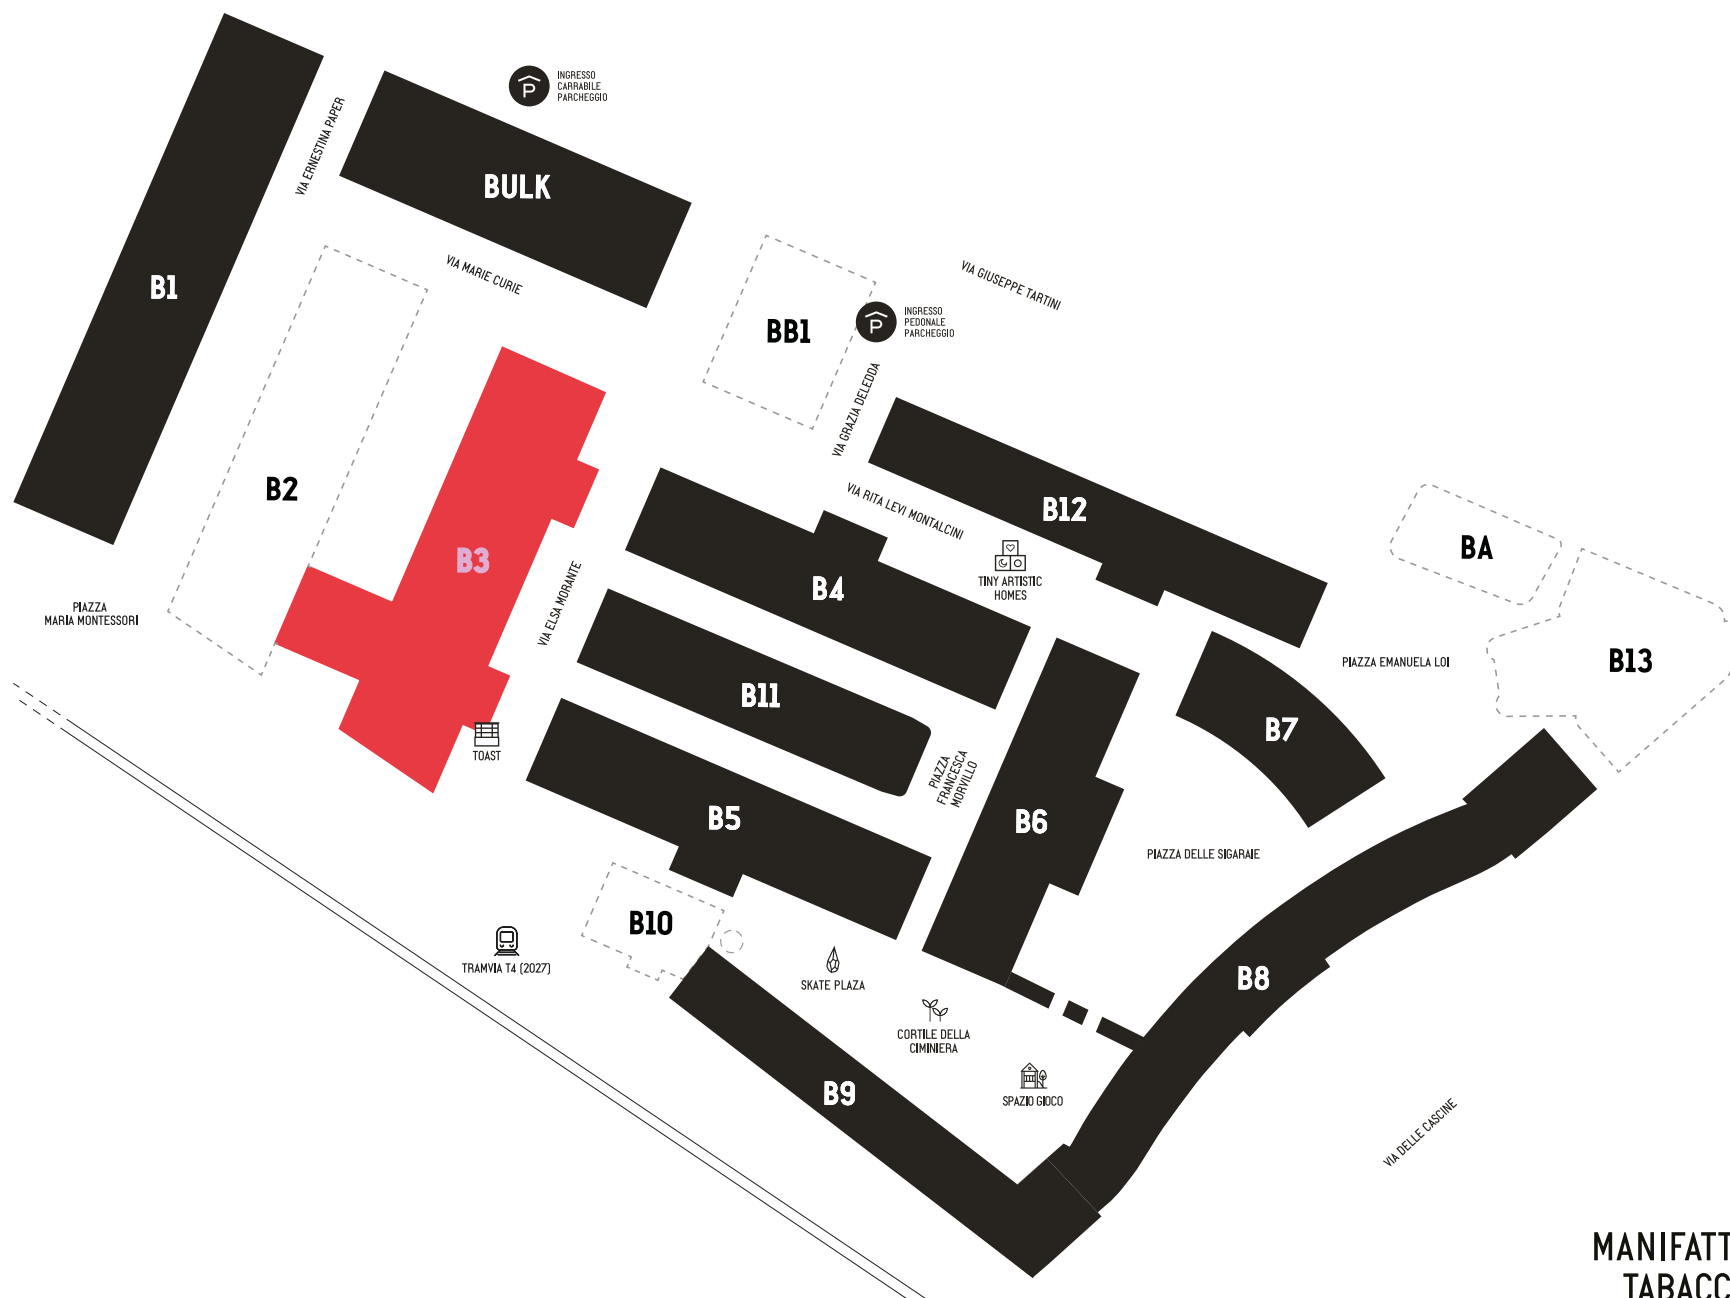 INGRESSO
CARRABILE
PARCHEGGIO
VIA ERNESTINA PAPER
BULK
B1
VIA MARIE CURIE
VIA GIUSEPPE TARTINI
BB1
INGRESSO
PEDONALE
PARCHEGGIO
VIA GRAZIA DELEDDA
B2
VIA RITA LEVI MONTALCINI
B12
BA
B3
VIA ELSA MORANTE
B4
TINY ARTISTIC
HOMES
PIAZZA
MARIA MONTESSORI
PIAZZA EMANUELA LOI
B13
B11
B7
TOAST
PIAZZA
FRANCESCA
MORVILLO
B5
B6
PIAZZA DELLE SIGARAIE
B10
TRAMVIA T4 (2027)
SKATE PLAZA
B8
CORTILE DELLA
CIMINIERA
B9
SPAZIO GIOCO
VIA DELLE CASCINE
MANIFATT
TABACC